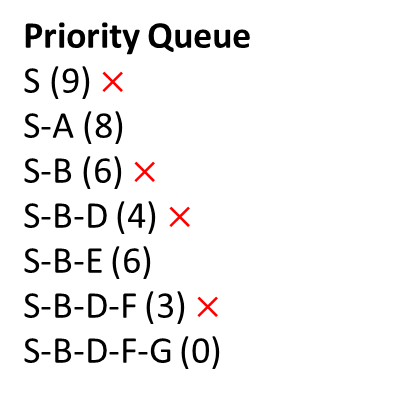 Priority Queue
S (9) ×
S-A (8)
S-B (6) ×
S-B-D (4) ×
S-B-E (6)
S-B-D-F (3) ×
S-B-D-F-G (0)